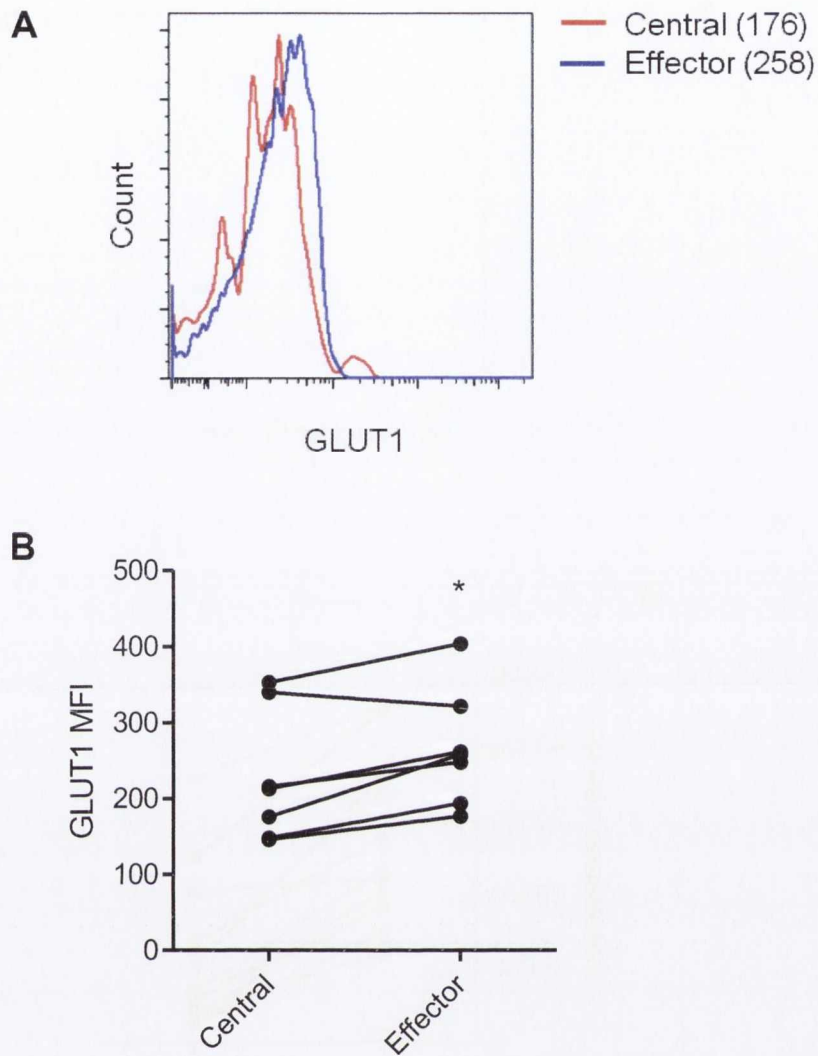 A
Central (176)
Effector (258)
Count
GLUT1
B
*
500
400
300
200
100
0
GLUT1 MFI
Central
Effector